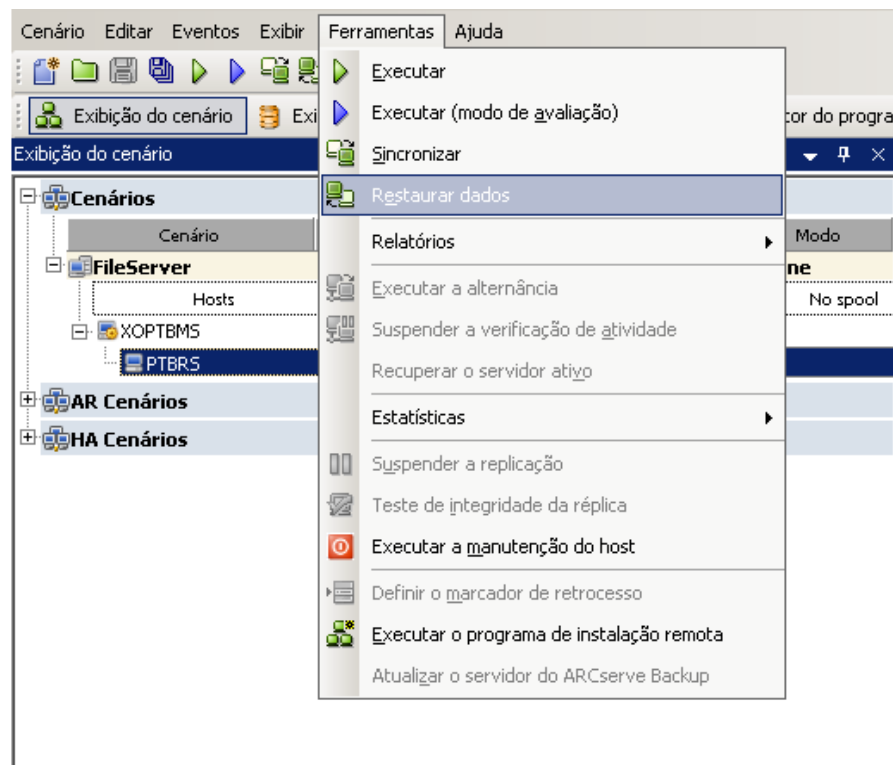 Cenário Editar Eventos Exibir Ferramentas Ajuda
Executar
Exibição do cenário Exi Executar (modo de avaliação) tor do progra
Exibição do cenário Sincronizar
Cenários Restaurar dados
Cenário Relatórios Modo
FileServer ne
Hosts Executar a alternância No spool
XOPTBMS Suspender a verificação de atividade
PTBRS Recuperar o servidor ativo
AR Cenários Estatísticas
HA Cenários
Suspender a replicação
Teste de integridade da réplica
Executar a manutenção do host
Definir o marcador de retrocesso
Executar o programa de instalação remota
Atualizar o servidor do ARCserve Backup